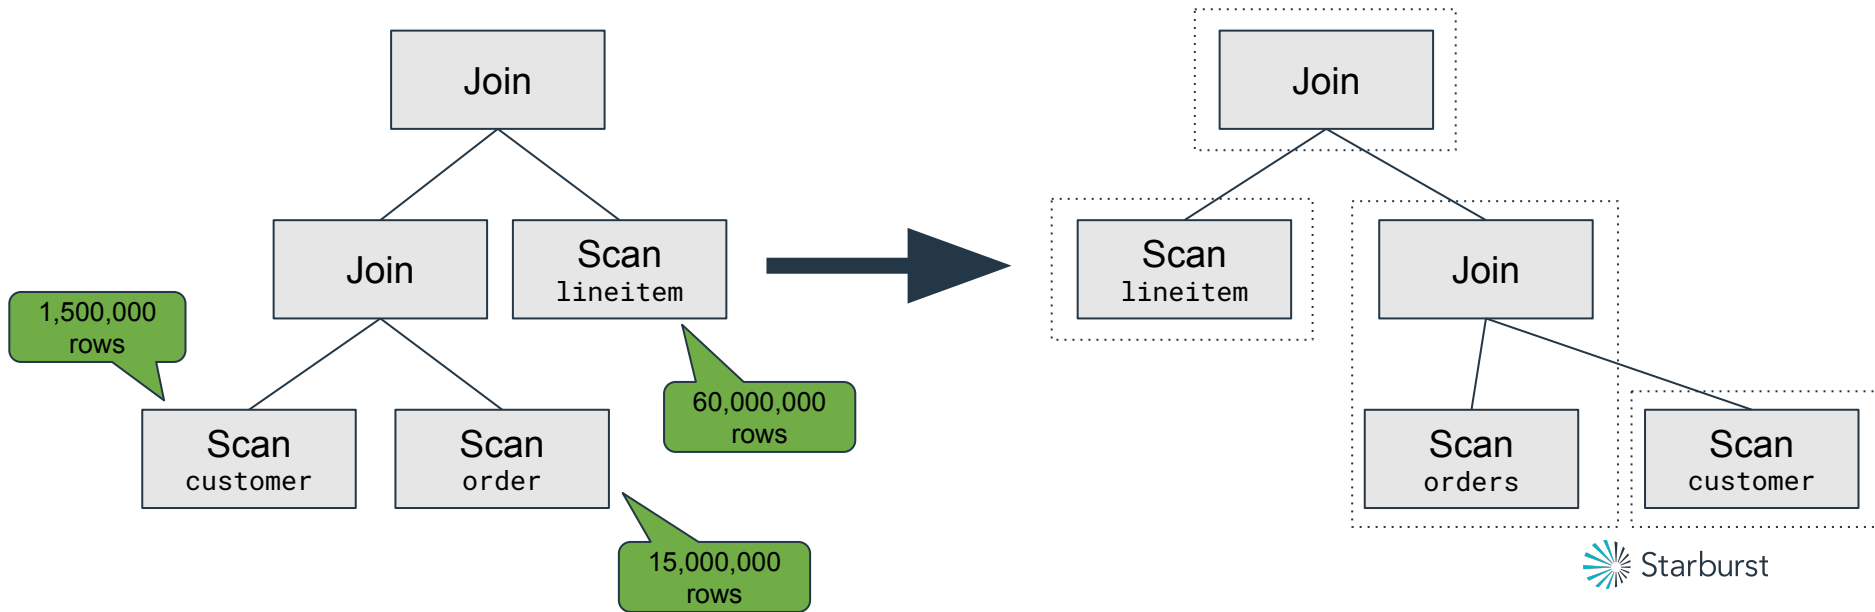 Join
Join
Scan
lineitem
1,500,000
rows
60,000,000
rows
Scan
customer
Scan
order
15,000,000
rows
Join
Scan
lineitem
Join
Scan
orders
Scan
customer
Starburst